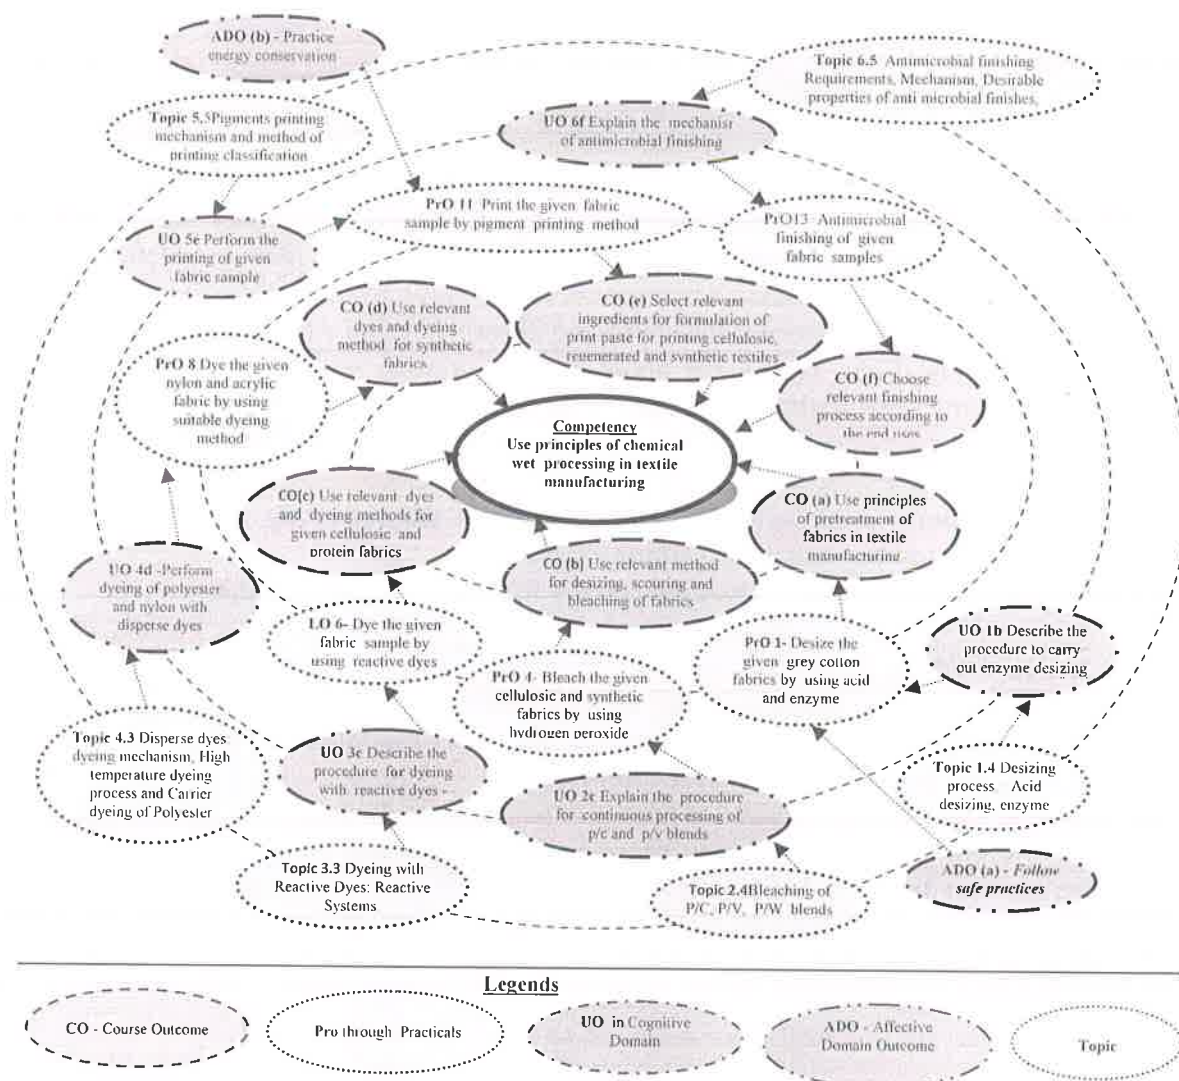 ADO (b) - Practice
energy conservation
Topic 6.5 Antimicrobial finishing
Requirements, Mechanism, Desirable
properties of anti microbial finishes,
Topic 5.5Pigments printing
mechanism and method of
printing classification
UO 6f Explain the mechanisr
of antimicrobial finishing
PrO 11 Print the given fabric
sample by pigment printing method
PrO13 Antimicrobial
finishing of given
fabric samples
UO 5e Perform the
printing of given
fabric sample
CO (d) Use relevant
dyes and dyeing
method for synthetic
fabrics
CO (e) Select relevant
ingredients for formulation of
print paste for printing cellulosic,
regenerated and synthetic textiles
PrO 8 Dye the given
nylon and acrylic
fabric by using
suitable dyeing
method
CO (f) Choose
relevant finishing
process according to
the end uses
Competency
Use principles of chemical
wet processing in textile
manufacturing
CO[c) Use relevant dyes
and dyeing methods for
given cellulosic and
protein fabrics
CO (a) Use principles
of pretreatment of
fabrics in textile
manufacturing
CO (b) Use relevant method
for desizing, scouring and
bleaching of fabrics
UO 4d -Perform
dyeing of polyester
and nylon with
disperse dyes
LO 6- Dye the given
fabric sample by
using reactive dyes
PrO 1- Desize the
given grey cotton
fabrics by using acid
and enzyme
UO 1b Describe the
procedure to carry
out enzyme desizing
PrO 4- Bleach the given
cellulosic and synthetic
fabrics by using
hydrogen peroxide
Topic 4.3 Disperse dyes
dyeing mechanism, High
temperature dyeing
process and Carrier
dyeing of Polyester
UO 3c Describe the
procedure for dyeing
with reactive dyes -
Topic 1.4 Desizing
process Acid
desizing, enzyme
UO 2c Explain the procedure
for continuous processing of
p/c and p/v blends
Topic 3.3 Dyeing with
Reactive Dyes: Reactive
Systems
Topic 2.4Bleaching of
P/C, P/V, P/W blends
ADO (a) - Follow
safe practices
Legends
CO - Course Outcome
Pro through Practicals
UO in Cognitive
Domain
ADO - Affective
Domain Outcome
Topic